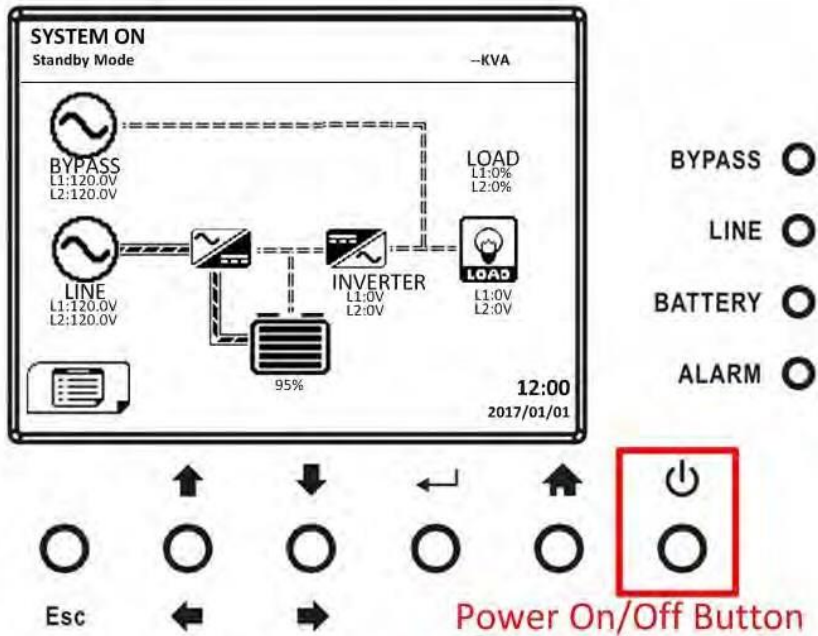 SYSTEM ON
Standby Mode
--KVA
BYPASS
L1:120.0V
L2:120.0V
LOAD
L1:0%
L2:0%
LINE
L1:120.0V
L2:120.0V
INVERTER
L1:0V
L2:0V
LOAD
L1:0V
L2:0V
95%
12:00
2017/01/01
BYPASS
LINE
BATTERY
ALARM
Esc
Power On/Off Button